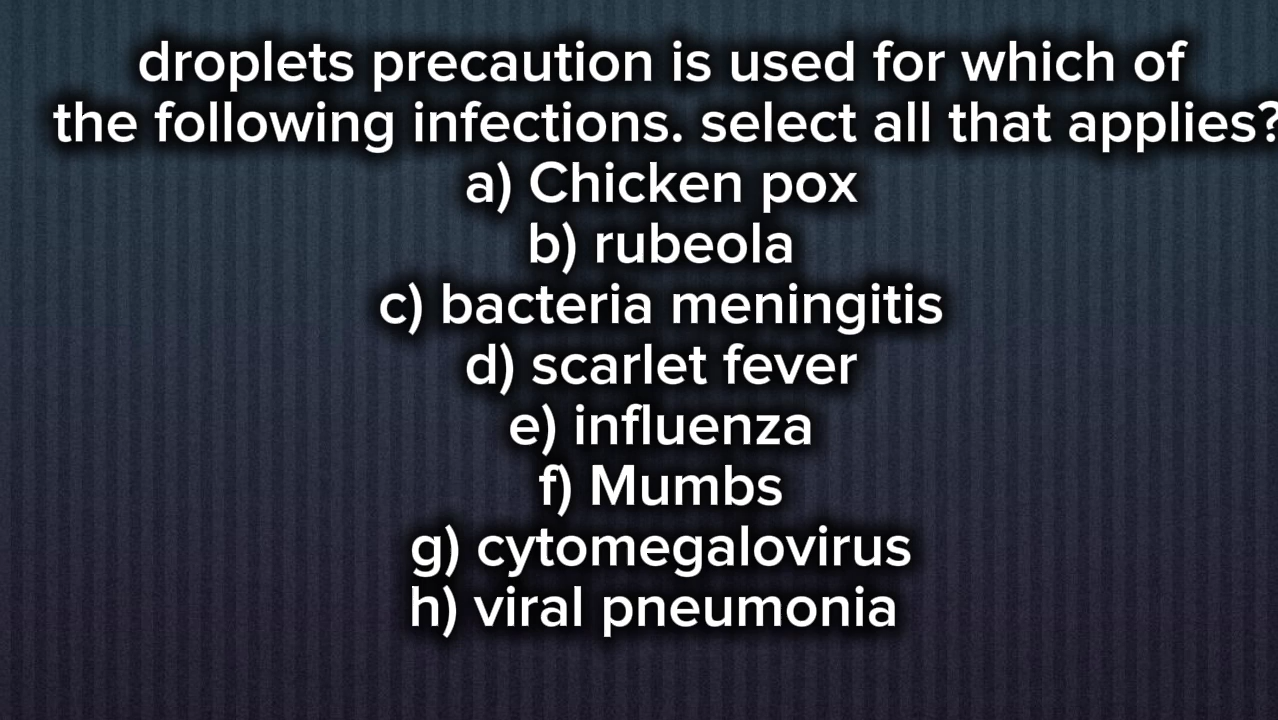 droplets precaution is used for which of
the following infections. select all that applies?
a) Chicken pox
b) rubeola
c) bacteria meningitis
d) scarlet fever
e) influenza
f) Mumbs
g) cytomegalovirus
h) viral pneumonia